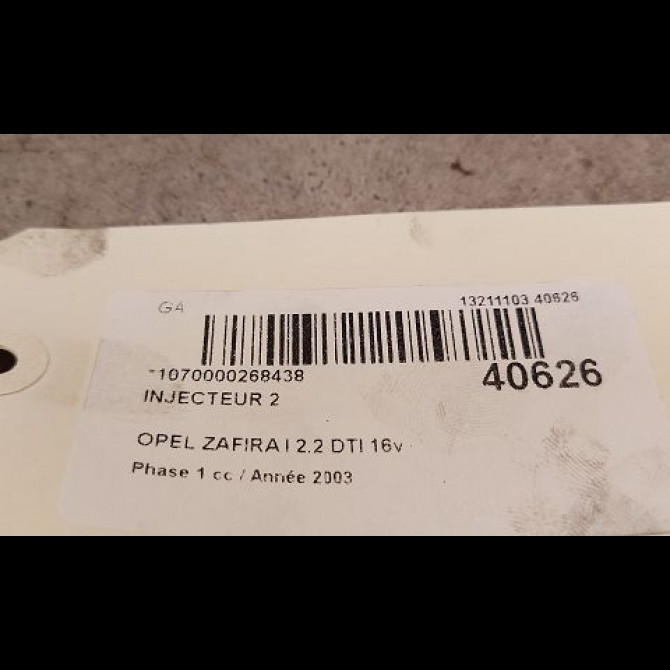 GA
13211103 40626
*1070000268438
40626
INJECTEUR 2
OPEL ZAFIRA I 2.2 DTI 16v
Phase 1 cc / Année 2003